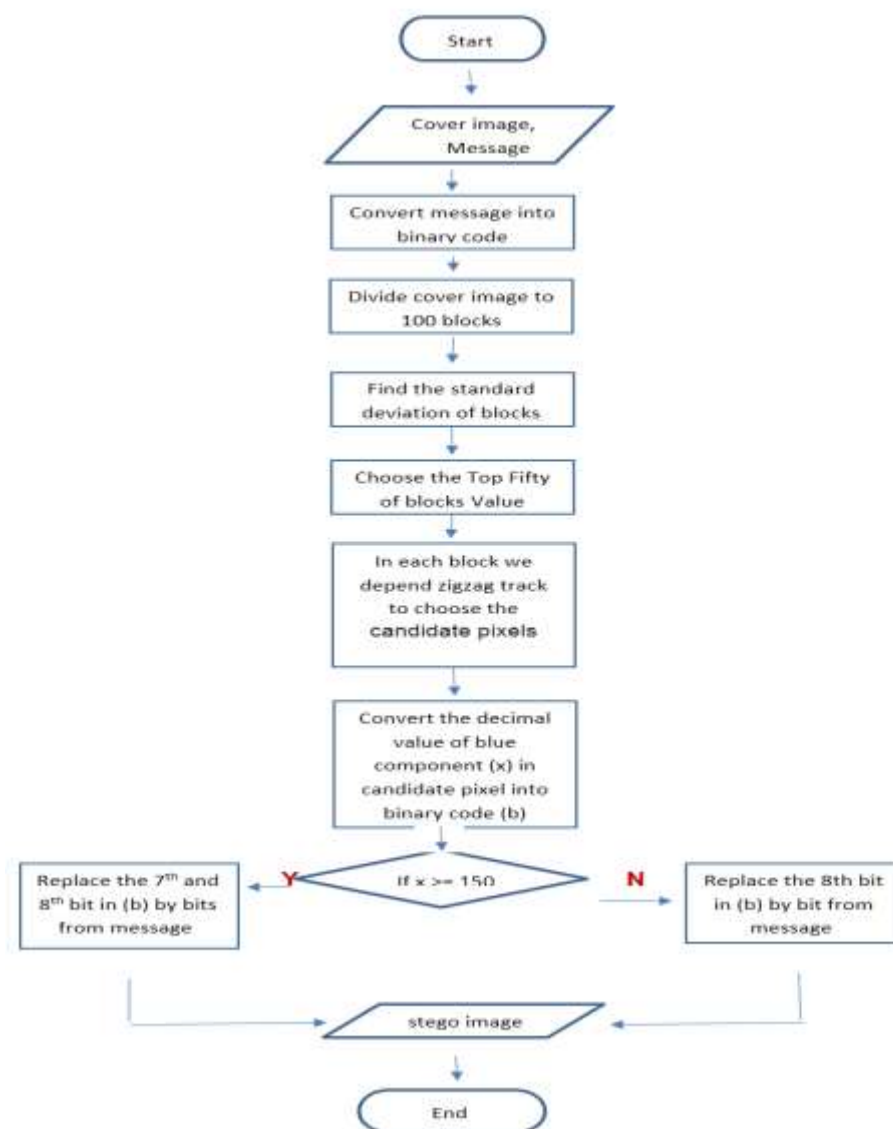 Start
Cover image,
Message
Convert message into
binary code
Divide cover image to
100 blocks
Find the standard
deviation of blocks
Choose the Top Fifty
of blocks Value
In each block we
depend zigzag track
to choose the
candidate pixels
Convert the decimal
value of blue
component (x) in
candidate pixel into
binary code (b)
If x >= 150
Y
N
Replace the 7th and
8th bit in (b) by bits
from message
Replace the 8th bit
in (b) by bit from
message
stego image
End